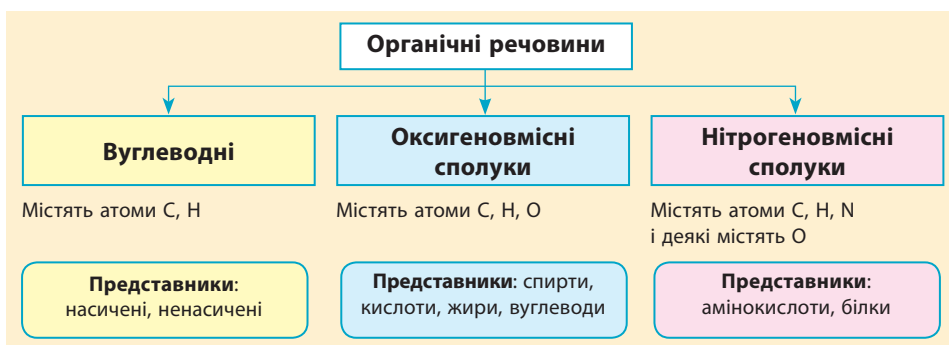 Органічні речовини
Вуглеводні
Оксигеновмісні
сполуки
Нітрогеновмісні
сполуки
Містять атоми С, Н
Містять атоми С, Н, О
Містять атоми С, Н, N
і деякі містять О
Представники:
насичені, ненасичені
Представники: спирти,
кислоти, жири, вуглеводи
Представники:
амінокислоти, білки